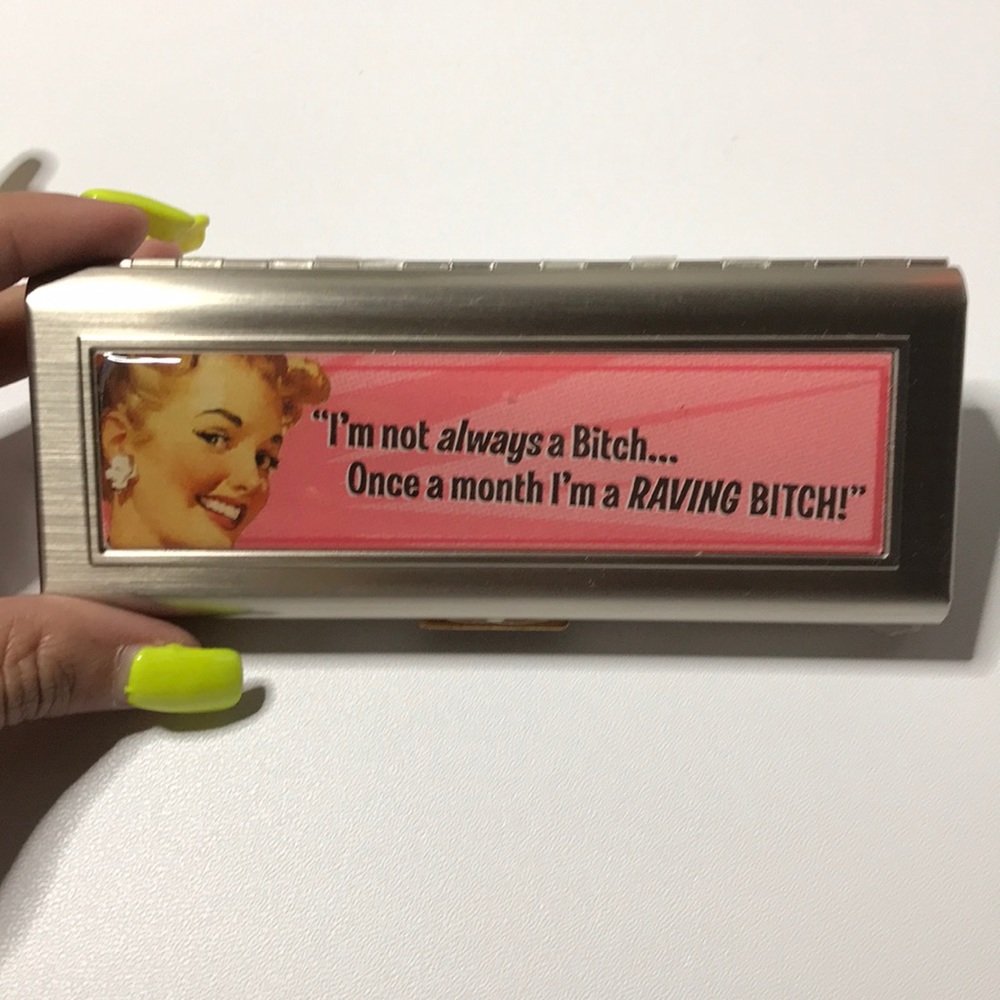 “I’m not always a Bitch...
Once a month I’m a RAVING BITCH!”